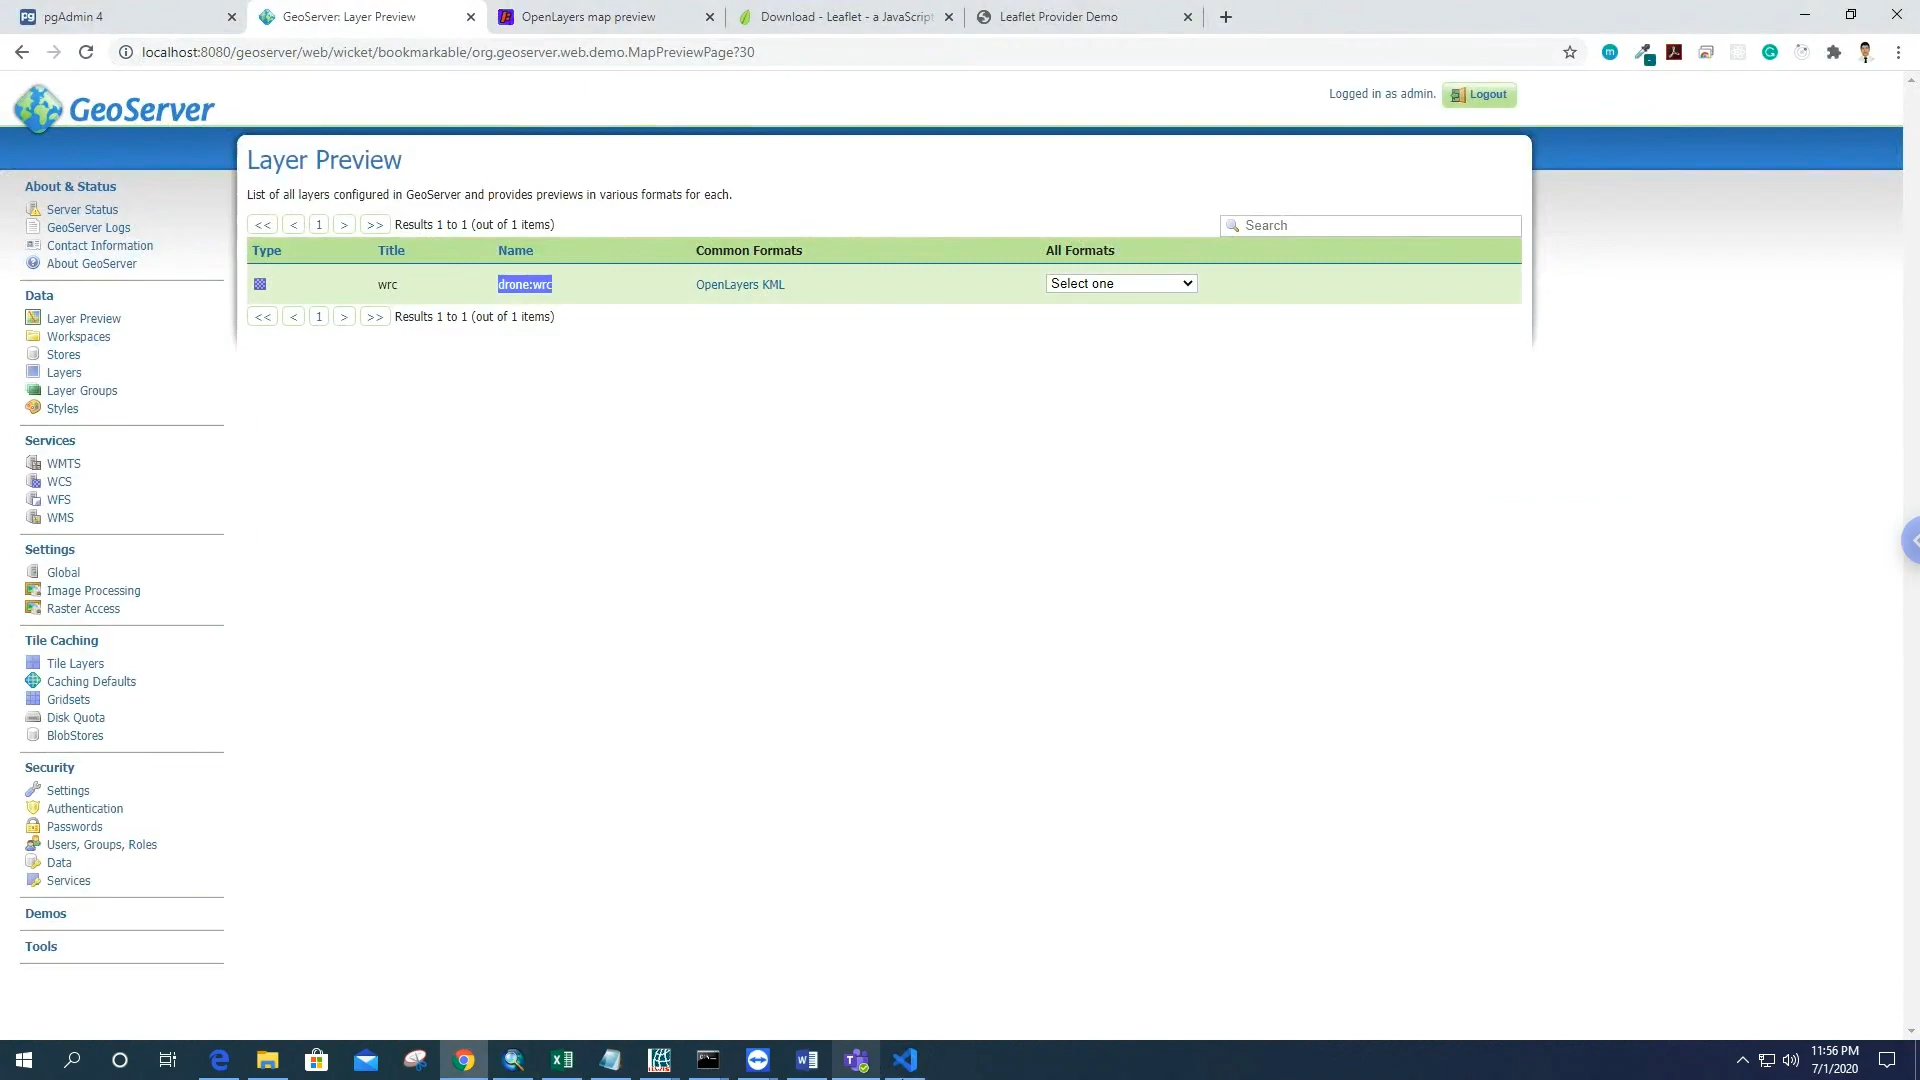 pgAdmin 4
GeoServer: Layer Preview
OpenLayers map preview
Download - Leaflet - a JavaScript
Leaflet Provider Demo
localhost:8080/geoserver/web/wicket/bookmarkable/org.geoserver.web.demo.MapPreviewPage?30
GeoServer
Logged in as admin.
Logout
About & Status
Server Status
GeoServer Logs
Contact Information
About GeoServer
Data
Layer Preview
Workspaces
Stores
Layers
Layer Groups
Styles
Services
WMTS
WCS
WFS
WMS
Settings
Global
Image Processing
Raster Access
Tile Caching
Tile Layers
Caching Defaults
Gridsets
Disk Quota
BlobStores
Security
Settings
Authentication
Passwords
Users, Groups, Roles
Data
Services
Demos
Tools
Layer Preview
List of all layers configured in GeoServer and provides previews in various formats for each.
<< < 1 > >> Results 1 to 1 (out of 1 items)
Search
Type Title Name Common Formats All Formats
wrc drone:wrc OpenLayers KML Select one
<< < 1 > >> Results 1 to 1 (out of 1 items)
11:56 PM
7/1/2020